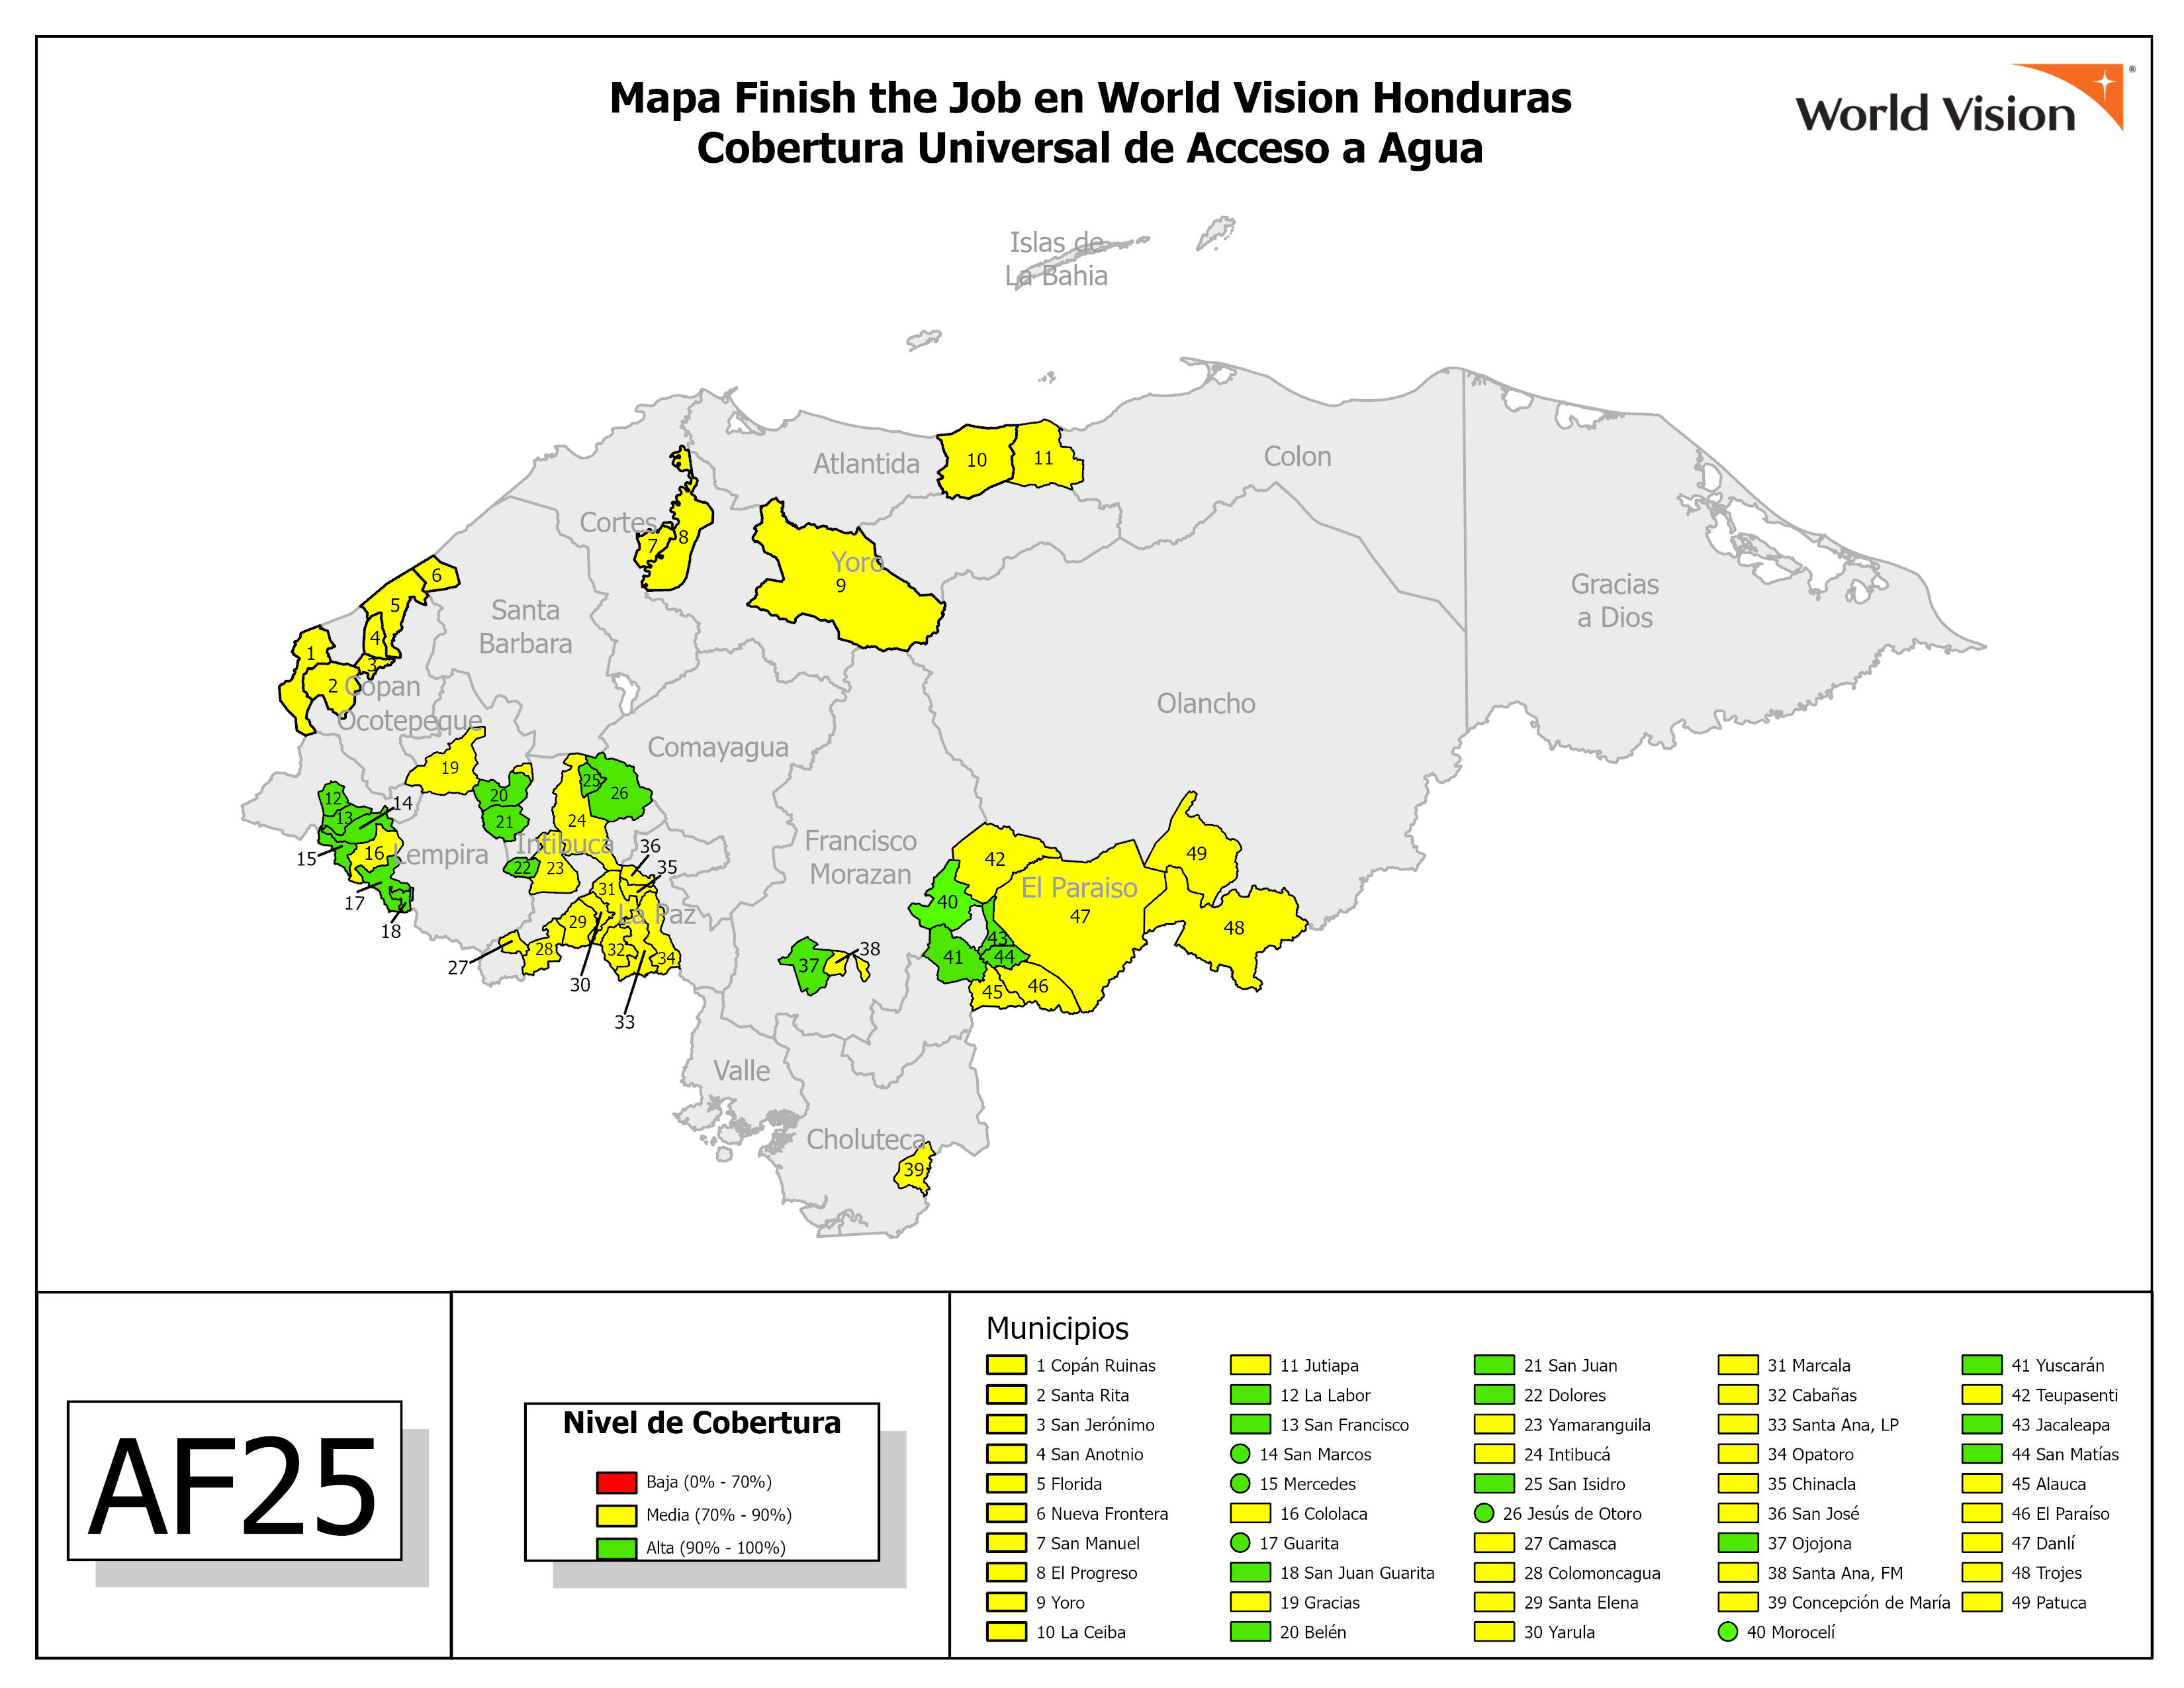 Mapa Finish the Job en World Vision Honduras
Cobertura Universal de Acceso a Agua
World Vision
®
Islas de
La Bahia
Atlantida
10
11
Colon
Cortes
7
8
Yoro
9
Gracias
a Dios
6
5
4
3
1
2
Santa
Barbara
Copan
Ocotepeque
Olancho
Comayagua
19
12
13
14
15
16
17
18
20
21
25
26
24
Lempira
Intibuca
22
23
36
35
31
La Paz
29
27
28
30
32
33
34
Francisco
Morazan
37
38
42
El Paraiso
47
49
48
40
43
41
44
45
46
Valle
Choluteca
39
AF25
Nivel de Cobertura
Baja (0% - 70%)
Media (70% - 90%)
Alta (90% - 100%)
Municipios
1 Copán Ruinas
2 Santa Rita
3 San Jerónimo
4 San Anotnio
5 Florida
6 Nueva Frontera
7 San Manuel
8 El Progreso
9 Yoro
10 La Ceiba
11 Jutiapa
12 La Labor
13 San Francisco
14 San Marcos
15 Mercedes
16 Cololaca
17 Guarita
18 San Juan Guarita
19 Gracias
20 Belén
21 San Juan
22 Dolores
23 Yamaranguila
24 Intibucá
25 San Isidro
26 Jesús de Otoro
27 Camasca
28 Colomoncagua
29 Santa Elena
30 Yarula
31 Marcala
32 Cabañas
33 Santa Ana, LP
34 Opatoro
35 Chinacla
36 San José
37 Ojojona
38 Santa Ana, FM
39 Concepción de María
40 Morocelí
41 Yuscarán
42 Teupasenti
43 Jacaleapa
44 San Matías
45 Alauca
46 El Paraíso
47 Danlí
48 Trojes
49 Patuca